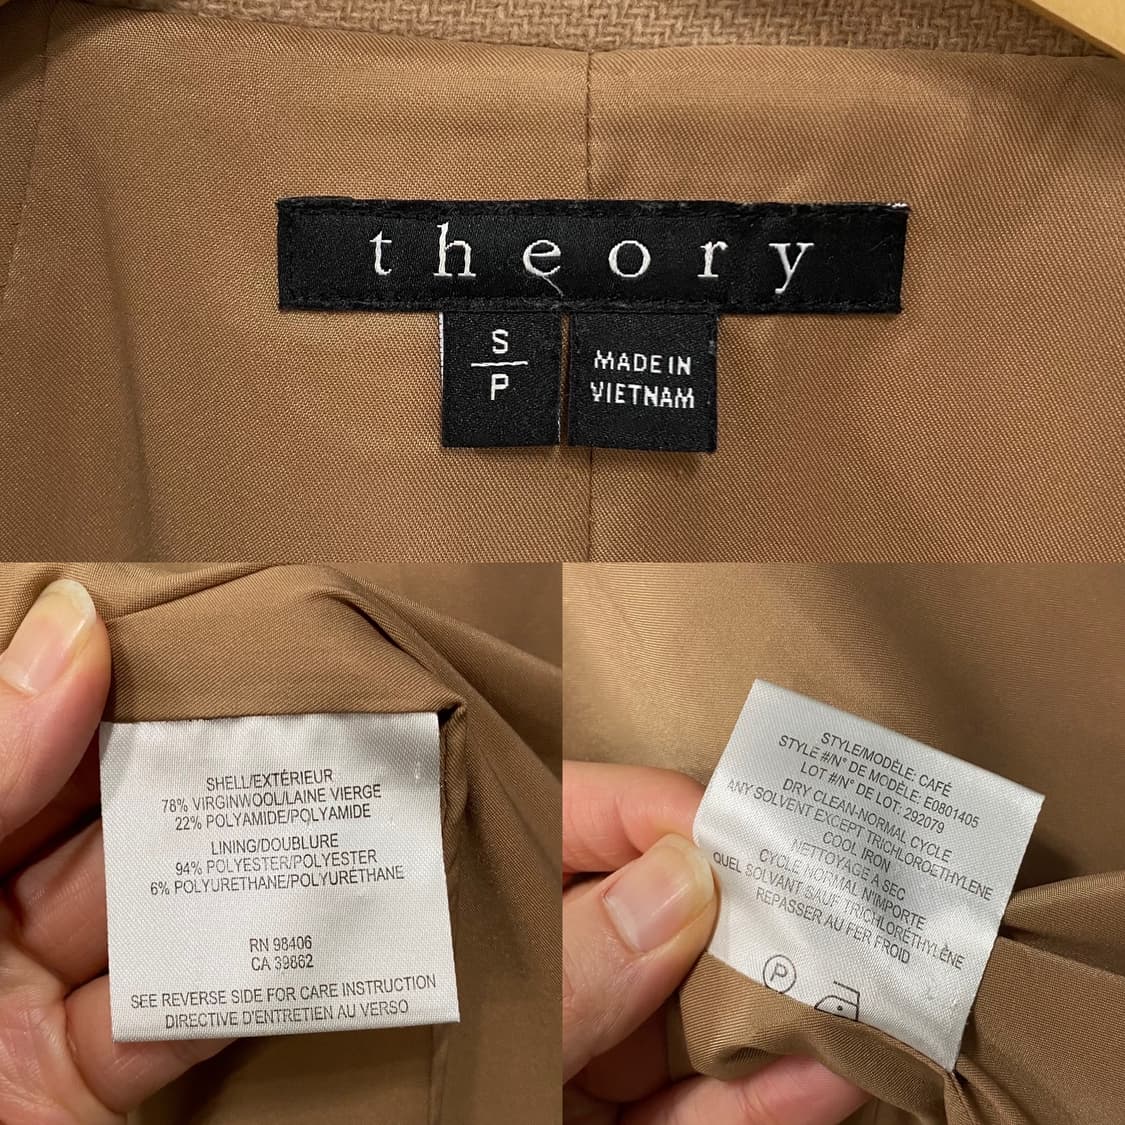 theory
S
P
MADE IN
VIETNAM
SHELL/EXTÉRIEUR
78% VIRGINWOOL/LAINE VIERGE
22% POLYAMIDE/POLYAMIDE
LINING/DOUBLURE
94% POLYESTER/POLYESTER
6% POLYURETHANE/POLYURÉTHANE
RN 98406
CA 39862
SEE REVERSE SIDE FOR CARE INSTRUCTION
DIRECTIVE D'ENTRETIEN AU VERSO
STYLE/MODÈLE: CAFÉ
STYLE #/N° DE MODÈLE: E0801405
LOT #/N° DE LOT: 292079
DRY CLEAN-NORMAL CYCLE
ANY SOLVENT EXCEPT TRICHLOROETHYLENE
COOL IRON
NETTOYAGE A SEC
CYCLE NORMAL N'IMPORTE
QUEL SOLVANT SAUF TRICHLORÉTHYLÈNE
REPASSER AU FER FROID
P